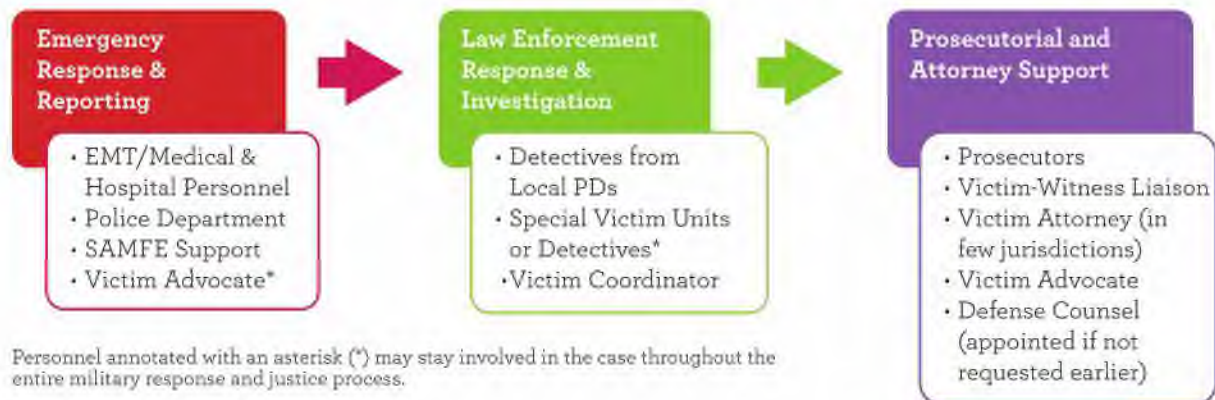 Emergency
Response &
Reporting
• EMT/Medical &
Hospital Personnel
• Police Department
• SAMFE Support
• Victim Advocate*
Law Enforcement
Response &
Investigation
• Detectives from
Local PDs
• Special Victim Units
or Detectives*
•Victim Coordinator
Prosecutorial and
Attorney Support
• Prosecutors
• Victim-Witness Liaison
• Victim Attorney (in
few jurisdictions)
• Victim Advocate
• Defense Counsel
(appointed if not
requested earlier)
Personnel annotated with an asterisk (*) may stay involved in the case throughout the
entire military response and justice process.